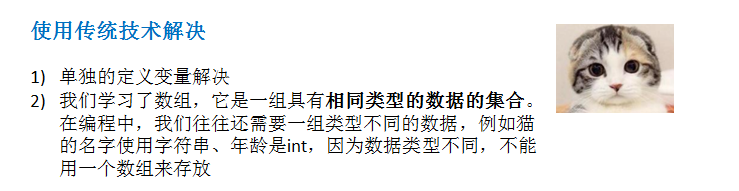 使用传统技术解决
1) 单独的定义变量解决
2) 我们学习了数组，它是一组具有相同类型的数据的集合。
在编程中，我们往往还需要一组类型不同的数据，例如猫
的名字使用字符串、年龄是int，因为数据类型不同，不能
用一个数组来存放